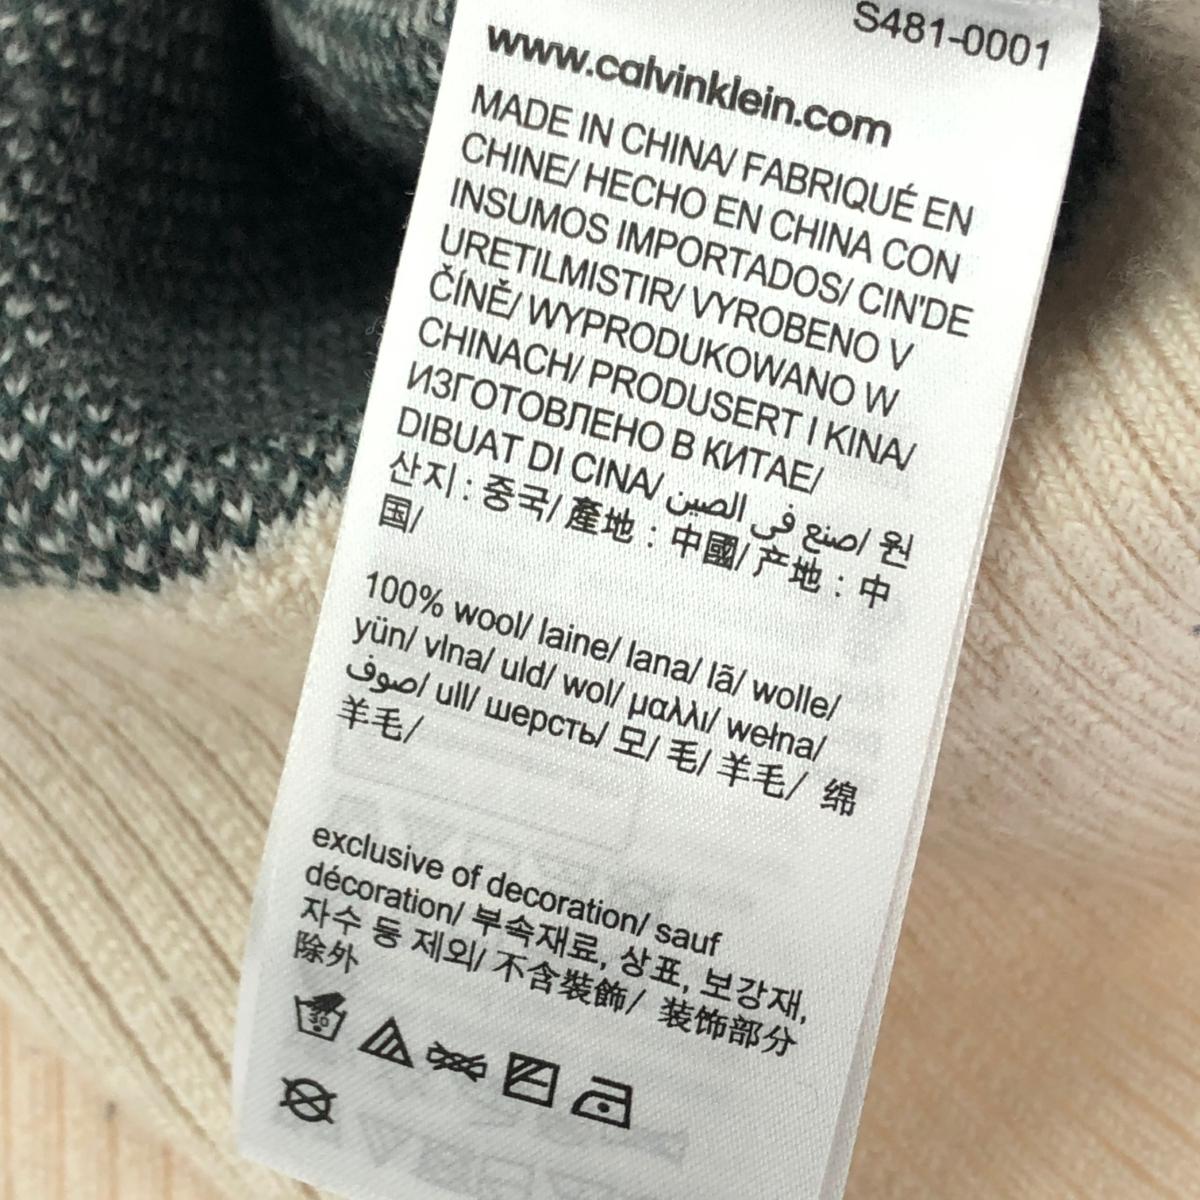 S481-0001
www.calvinklein.com
MADE IN CHINA/ FABRIQUÉ EN
CHINE/ HECHO EN CHINA CON
INSUMOS IMPORTADOS/ CIN'DE
URETILMISTIR/ VYROBENO V
ČÍNĚ/ WYPRODUKOWANO W
CHINACH/ PRODUSERT I KINA/
ИЗГОТОВЛЕНО В КИТАЕ/
DIBUAT DI CINA/ صنع في الصين/ 원
산지 : 중국/ 產地 : 中國/ 产地 : 中
国/
100% wool/ laine/ lana/ lã/ wolle/
yün/ vlna/ uld/ wol/ μαλλι/ wełna/
صوف/ ull/ шерсть/ 모/ 毛/ 羊毛/ 绵
羊毛/
exclusive of decoration/ sauf
décoration/ 부속재료, 상표, 보강재,
자수 등 제외/ 不含裝飾/ 装饰部分
除外
30